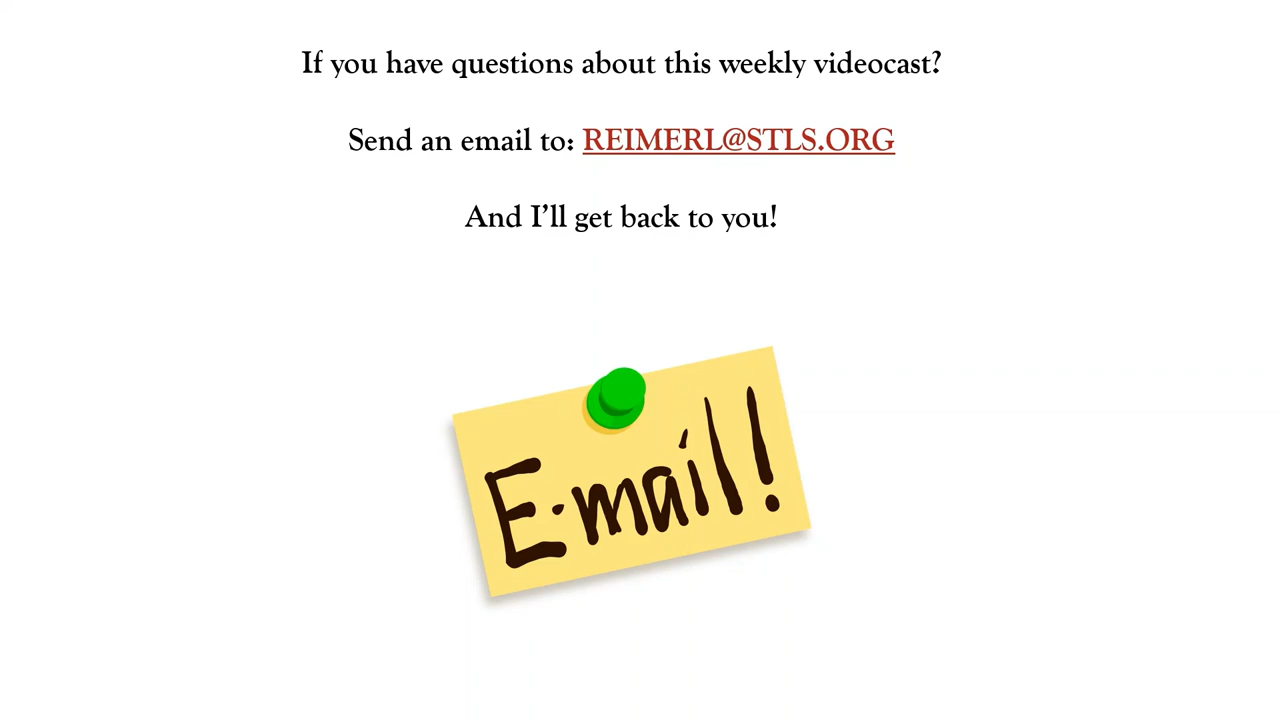 If you have questions about this weekly videocast?
Send an email to: REIMERL@STLS.ORG
And I’ll get back to you!
E-mail!